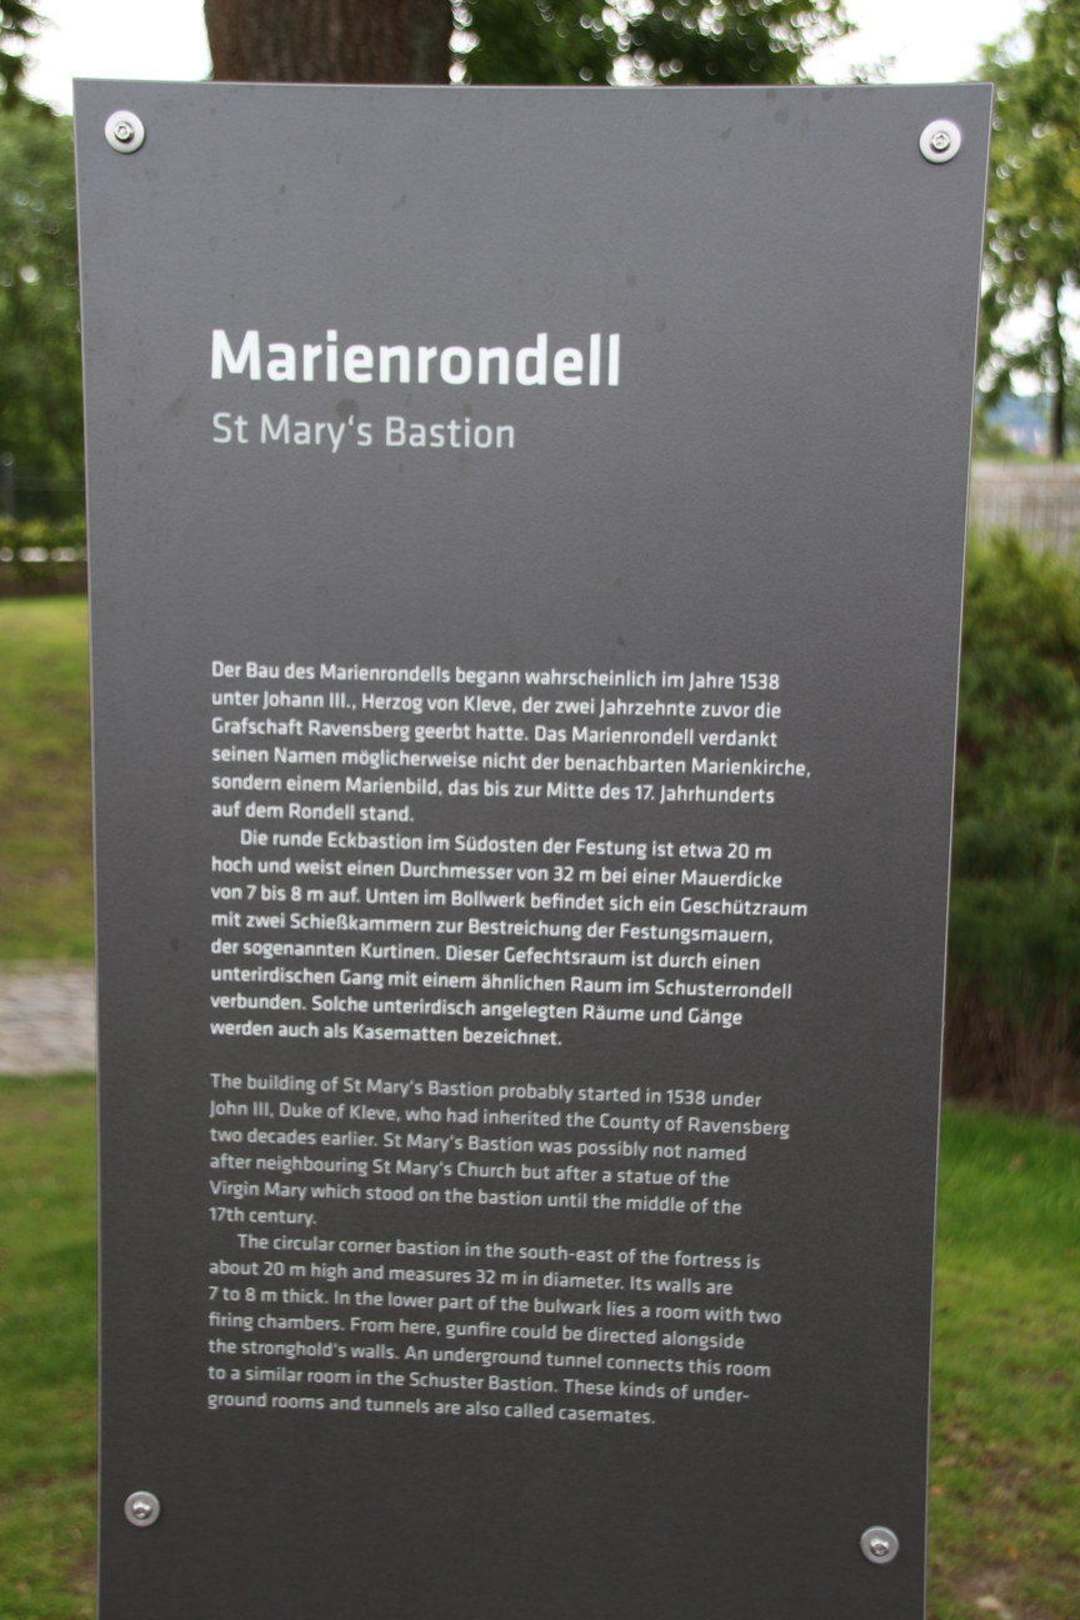 Marienrondell
St Mary‘s Bastion
Der Bau des Marienrondells begann wahrscheinlich im Jahre 1538
unter Johann III., Herzog von Kleve, der zwei Jahrzehnte zuvor die
Grafschaft Ravensberg geerbt hatte. Das Marienrondell verdankt
seinen Namen möglicherweise nicht der benachbarten Marienkirche,
sondern einem Marienbild, das bis zur Mitte des 17. Jahrhunderts
auf dem Rondell stand.
Die runde Eckbastion im Südosten der Festung ist etwa 20 m
hoch und weist einen Durchmesser von 32 m bei einer Mauerdicke
von 7 bis 8 m auf. Unten im Bollwerk befindet sich ein Geschützraum
mit zwei Schießkammern zur Bestreichung der Festungsmauern,
der sogenannten Kurtinen. Dieser Gefechtsraum ist durch einen
unterirdischen Gang mit einem ähnlichen Raum im Schusterrondell
verbunden. Solche unterirdisch angelegten Räume und Gänge
werden auch als Kasematten bezeichnet.
The building of St Mary‘s Bastion probably started in 1538 under
John III, Duke of Kleve, who had inherited the County of Ravensberg
two decades earlier. St Mary‘s Bastion was possibly not named
after neighbouring St Mary‘s Church but after a statue of the
Virgin Mary which stood on the bastion until the middle of the
17th century.
The circular corner bastion in the south-east of the fortress is
about 20 m high and measures 32 m in diameter. Its walls are
7 to 8 m thick. In the lower part of the bulwark lies a room with two
firing chambers. From here, gunfire could be directed alongside
the stronghold‘s walls. An underground tunnel connects this room
to a similar room in the Schuster Bastion. These kinds of under-
ground rooms and tunnels are also called casemates.